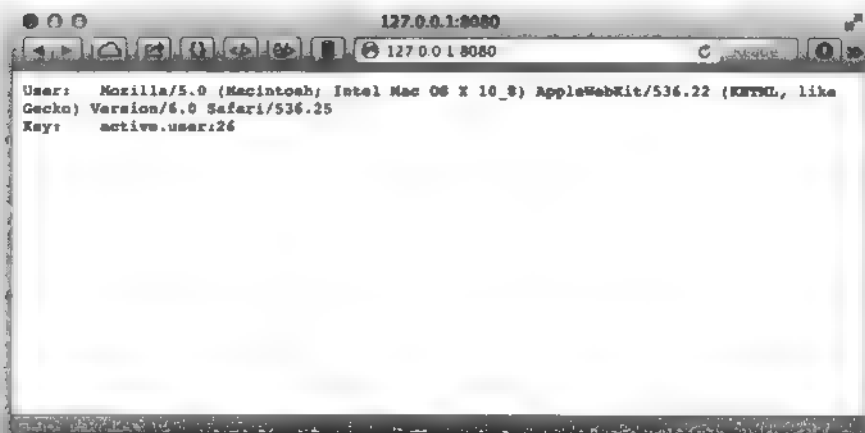 127.0.0.1:8080
127.0.0.1:8080
User: Mozilla/5.0 (Macintosh; Intel Mac OS X 10_8) AppleWebKit/536.22 (KHTML, like
Gecko) Version/6.0 Safari/536.25
Key: active.user:26